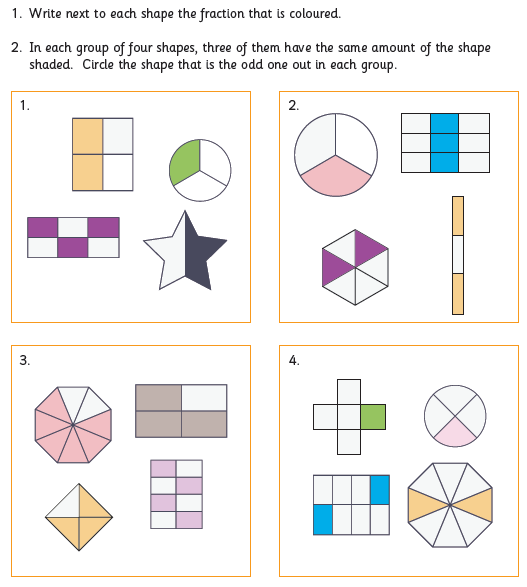 1. Write next to each shape the fraction that is coloured.
2. In each group of four shapes, three of them have the same amount of the shape
shaded. Circle the shape that is the odd one out in each group.
1.
2.
3.
4.